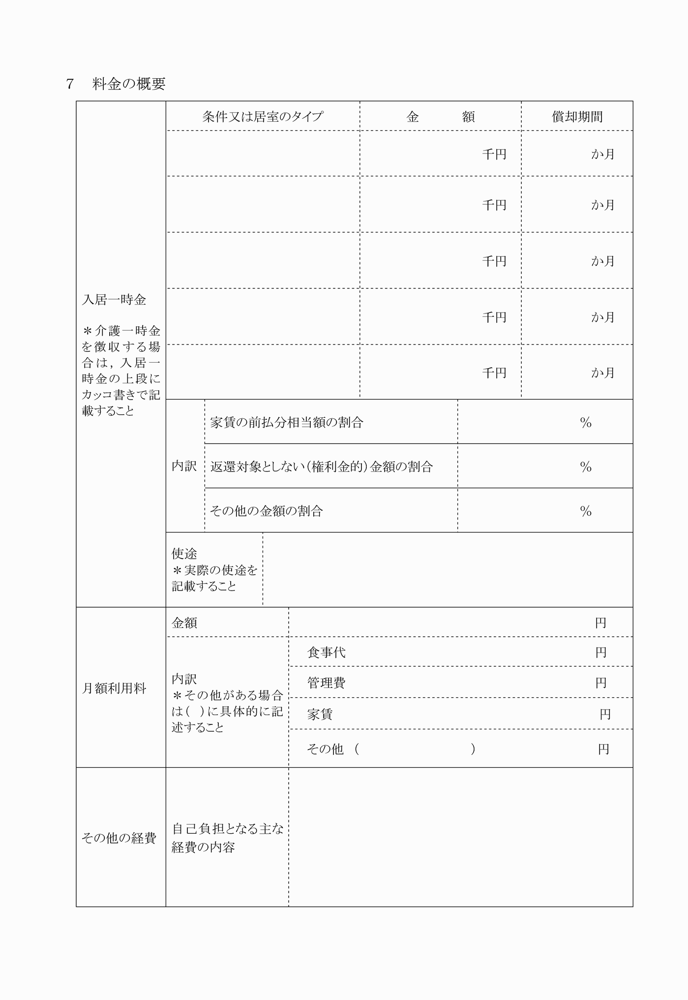 7　料金の概要
条件又は居室のタイプ　金　額　償却期間
千円　か月
千円　か月
千円　か月
千円　か月
千円　か月
入居一時金
＊介護一時金
を徴収する場
合は，入居一
時金の上段に
カッコ書きで記
載すること
内訳
家賃の前払分相当額の割合　％
返還対象としない（権利金的）金額の割合　％
その他の金額の割合　％
使途
＊実際の使途を
記載すること
月額利用料
金額　円
内訳
＊その他がある場合
は（　）に具体的に記
述すること
食事代　円
管理費　円
家賃　円
その他　（　　　　　　　　　）　円
その他の経費
自己負担となる主な
経費の内容